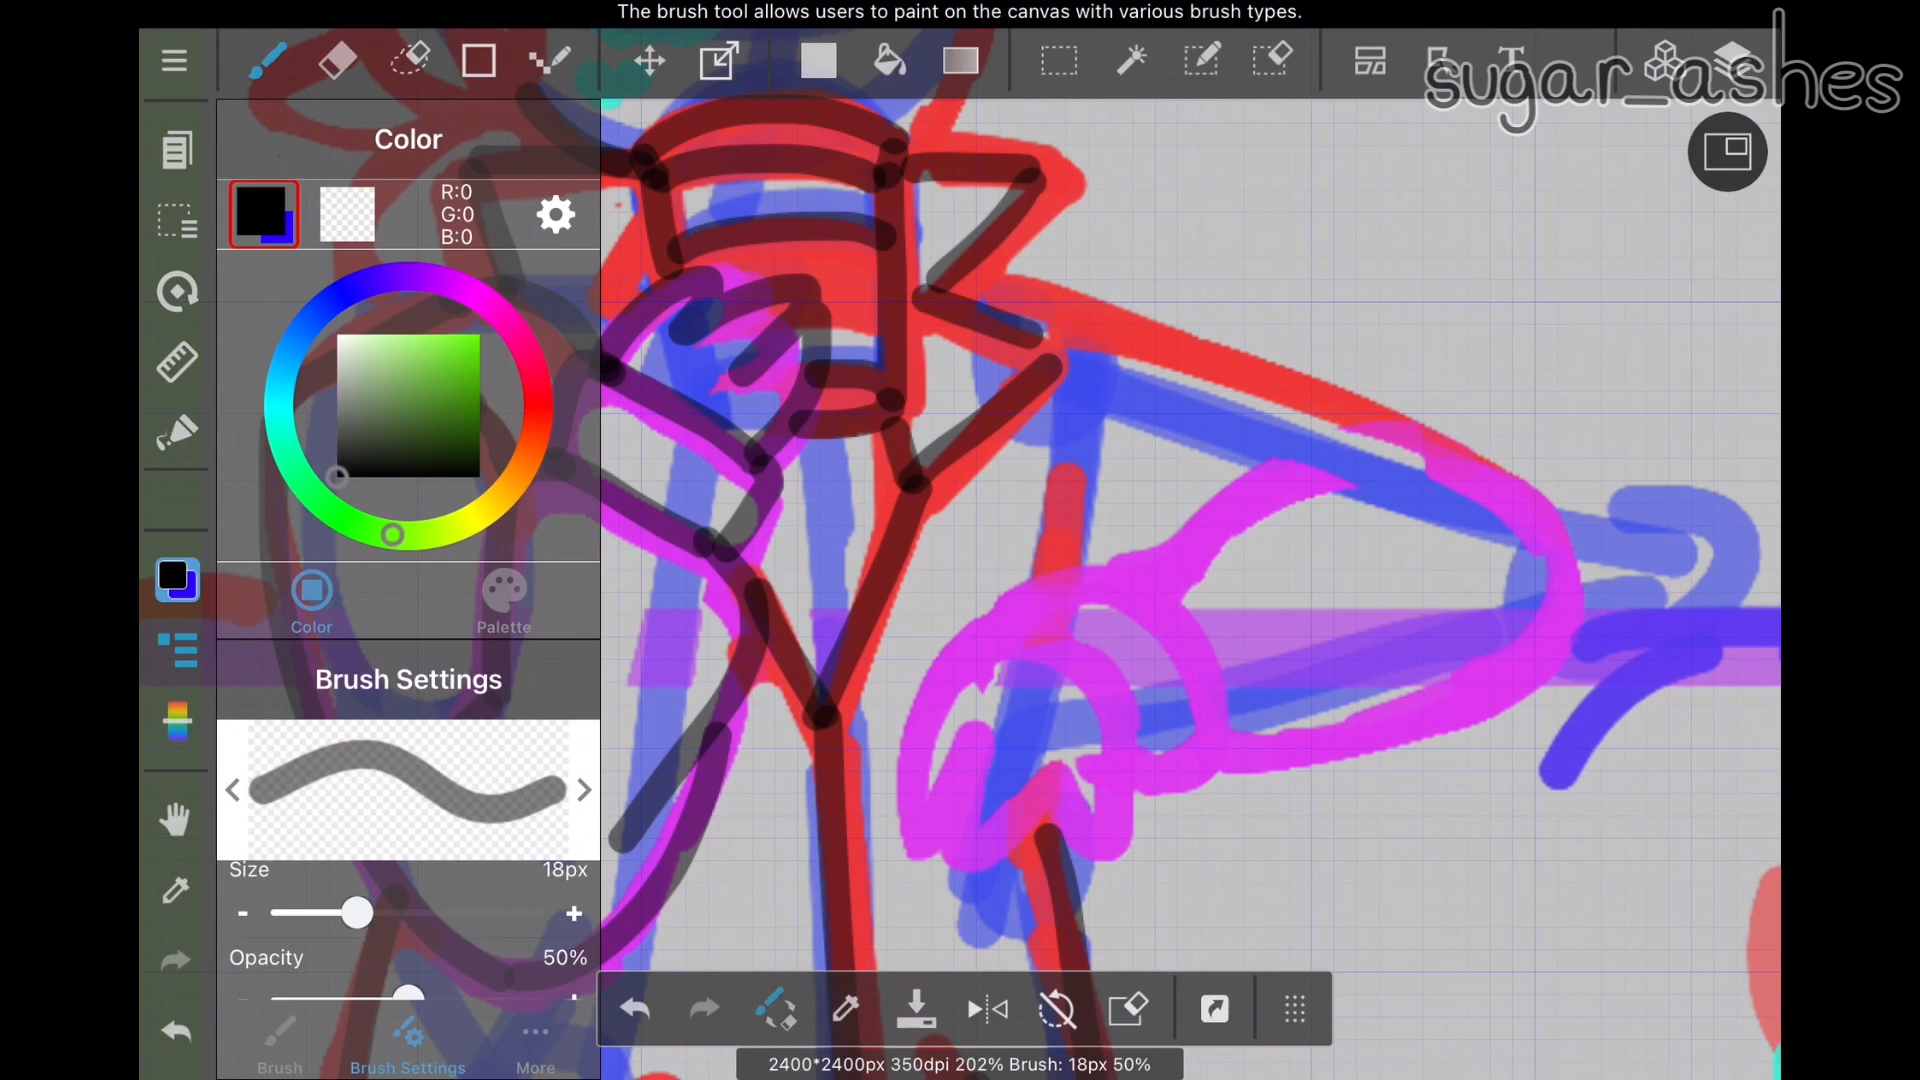 The brush tool allows users to paint on the canvas with various brush types.
sugar_ashes
Color
R:0
G:0
B:0
Color
Palette
Brush Settings
Size
18px
Opacity
50%
Brush
Brush Settings
More
2400*2400px 350dpi 202% Brush: 18px 50%